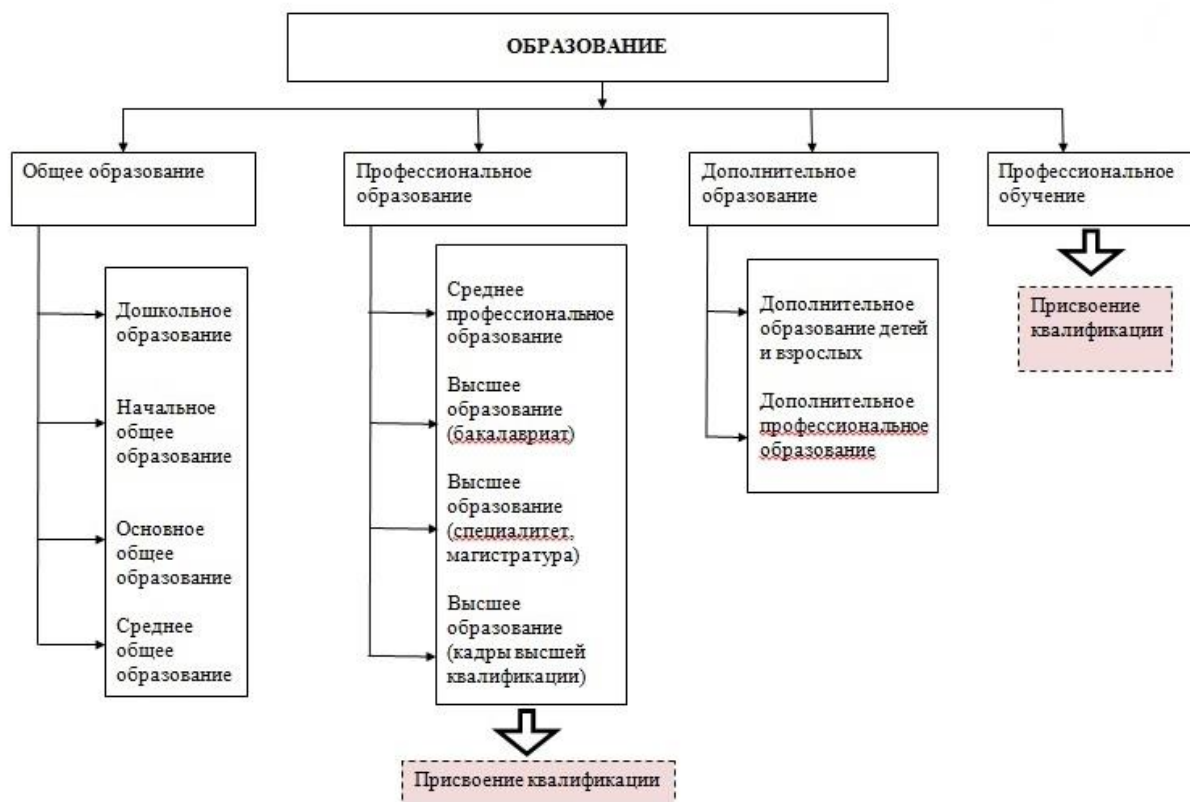 ОБРАЗОВАНИЕ
Общее образование
Профессиональное
образование
Дополнительное
образование
Профессиональное
обучение
Дошкольное
образование
Начальное
общее
образование
Основное
общее
образование
Среднее
общее
образование
Среднее
профессиональное
образование
Высшее
образование
(бакалавриат)
Высшее
образование
(специалитет,
магистратура)
Высшее
образование
(кадры высшей
квалификации)
Присвоение квалификации
Дополнительное
образование детей
и взрослых
Дополнительное
профессиональное
образование
Присвоение
квалификации